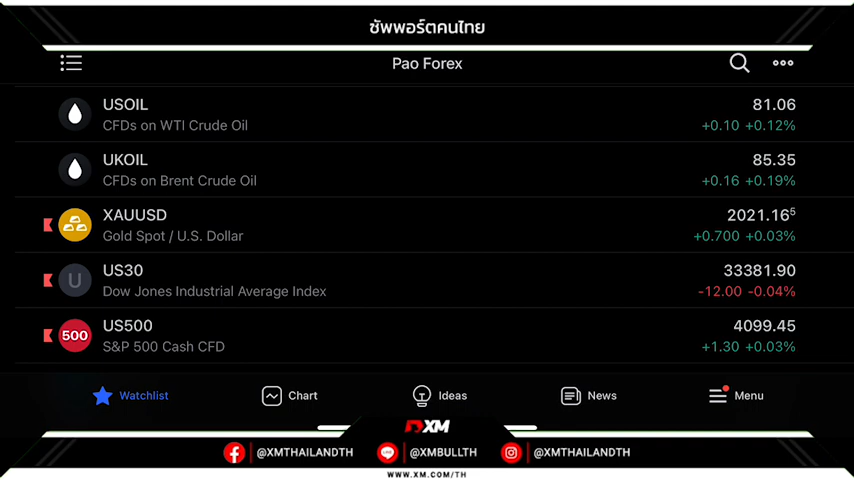 ซัพพอร์ตคนไทย
Pao Forex
USOIL 81.06
CFDs on WTI Crude Oil +0.10 +0.12%
UKOIL 85.35
CFDs on Brent Crude Oil +0.16 +0.19%
XAUUSD 2021.16⁵
Gold Spot / U.S. Dollar +0.700 +0.03%
U US30 33381.90
Dow Jones Industrial Average Index -12.00 -0.04%
500 US500 4099.45
S&P 500 Cash CFD +1.30 +0.03%
Watchlist Chart Ideas News Menu
XM
@XMTHAILANDTH LINE @XMBULLTH @XMTHAILANDTH
WWW.XM.COM/TH